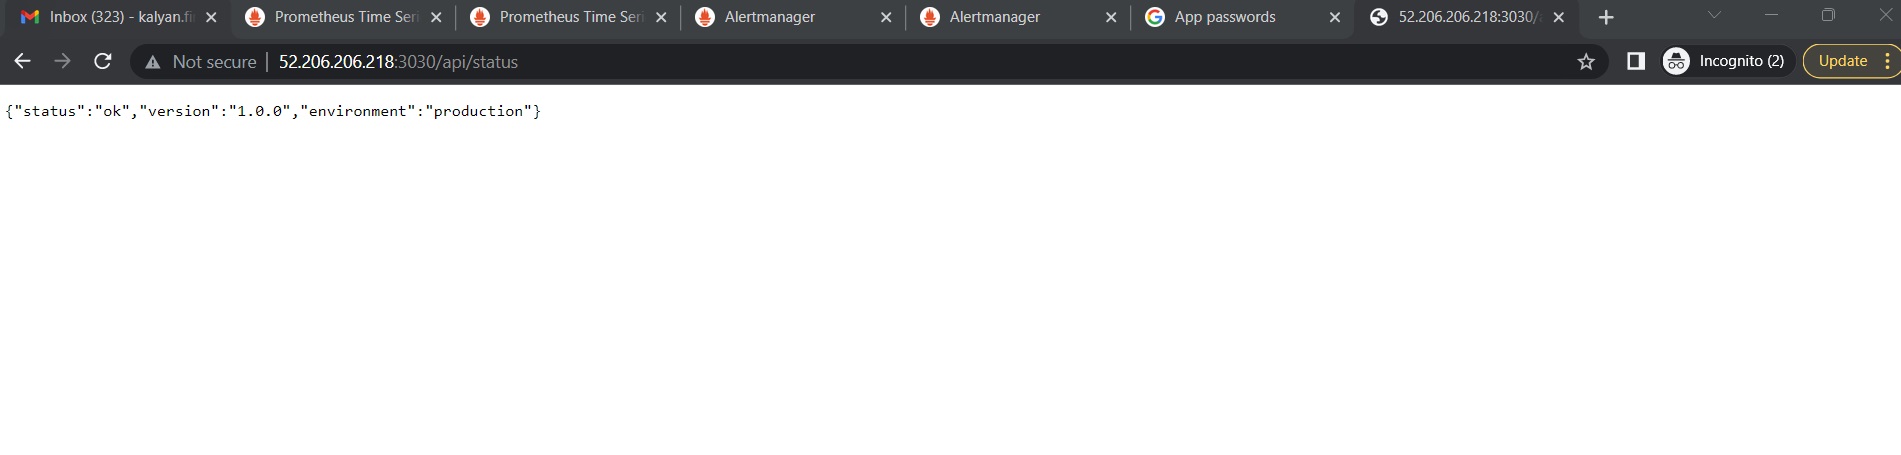 Inbox (323) - kalyan.fi
Prometheus Time Seri
Prometheus Time Seri
Alertmanager
Alertmanager
App passwords
52.206.206.218:3030/a
Not secure 52.206.206.218:3030/api/status
Incognito (2)
Update
{"status":"ok","version":"1.0.0","environment":"production"}